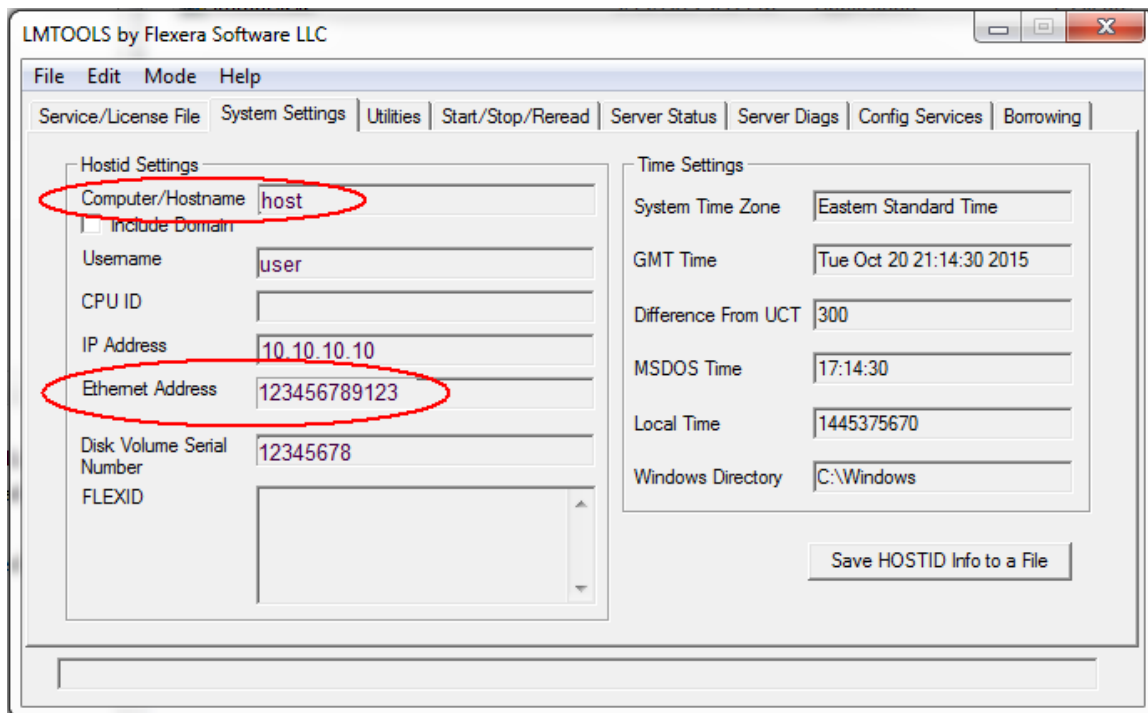 LMTOOLS by Flexera Software LLC
File Edit Mode Help
Service/License File System Settings Utilities Start/Stop/Reread Server Status Server Diags Config Services Borrowing
Hostid Settings
Computer/Hostname host
Include Domain
Username user
CPU ID
IP Address 10.10.10.10
Ethernet Address 123456789123
Disk Volume Serial
Number 12345678
FLEXID
Time Settings
System Time Zone Eastern Standard Time
GMT Time Tue Oct 20 21:14:30 2015
Difference From UCT 300
MSDOS Time 17:14:30
Local Time 1445375670
Windows Directory C:\Windows
Save HOSTID Info to a File